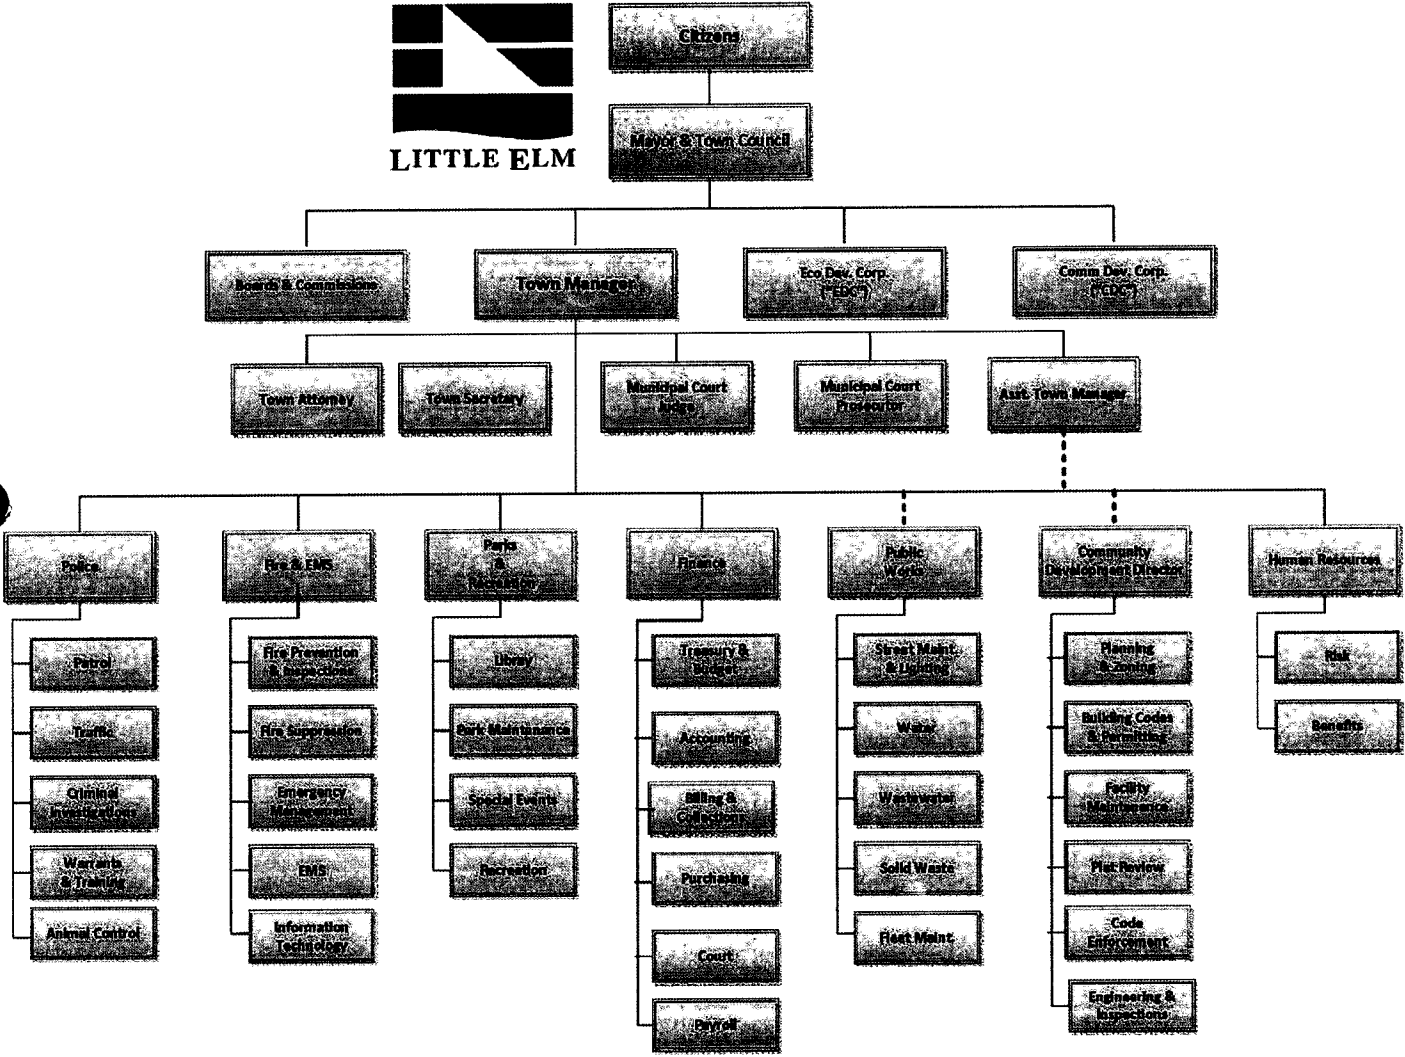 Citizens
LITTLE ELM
Mayor & Town Council
Boards & Commissions
Town Manager
Eco Dev. Corp.
("EDC")
Comm Dev. Corp.
("CDC")
Town Attorney
Town Secretary
Municipal Court
Judge
Municipal Court
Prosecutor
Asst. Town Manager
Police
Fire & EMS
Parks
&
Recreation
Finance
Public
Works
Community
Development Director
Human Resources
Patrol
Traffic
Criminal
Investigations
Warrants
& Training
Animal Control
Fire Prevention
& Inspections
Fire Suppression
Emergency
Management
EMS
Information
Technology
Library
Park Maintenance
Special Events
Recreation
Treasury &
Budget
Accounting
Billing &
Collections
Purchasing
Court
Payroll
Street Maint.
& Lighting
Water
Wastewater
Solid Waste
Fleet Maint.
Planning
& Zoning
Building Codes
& Permitting
Facility
Maintenance
Plat Review
Code
Enforcement
Engineering &
Inspections
Risk
Benefits